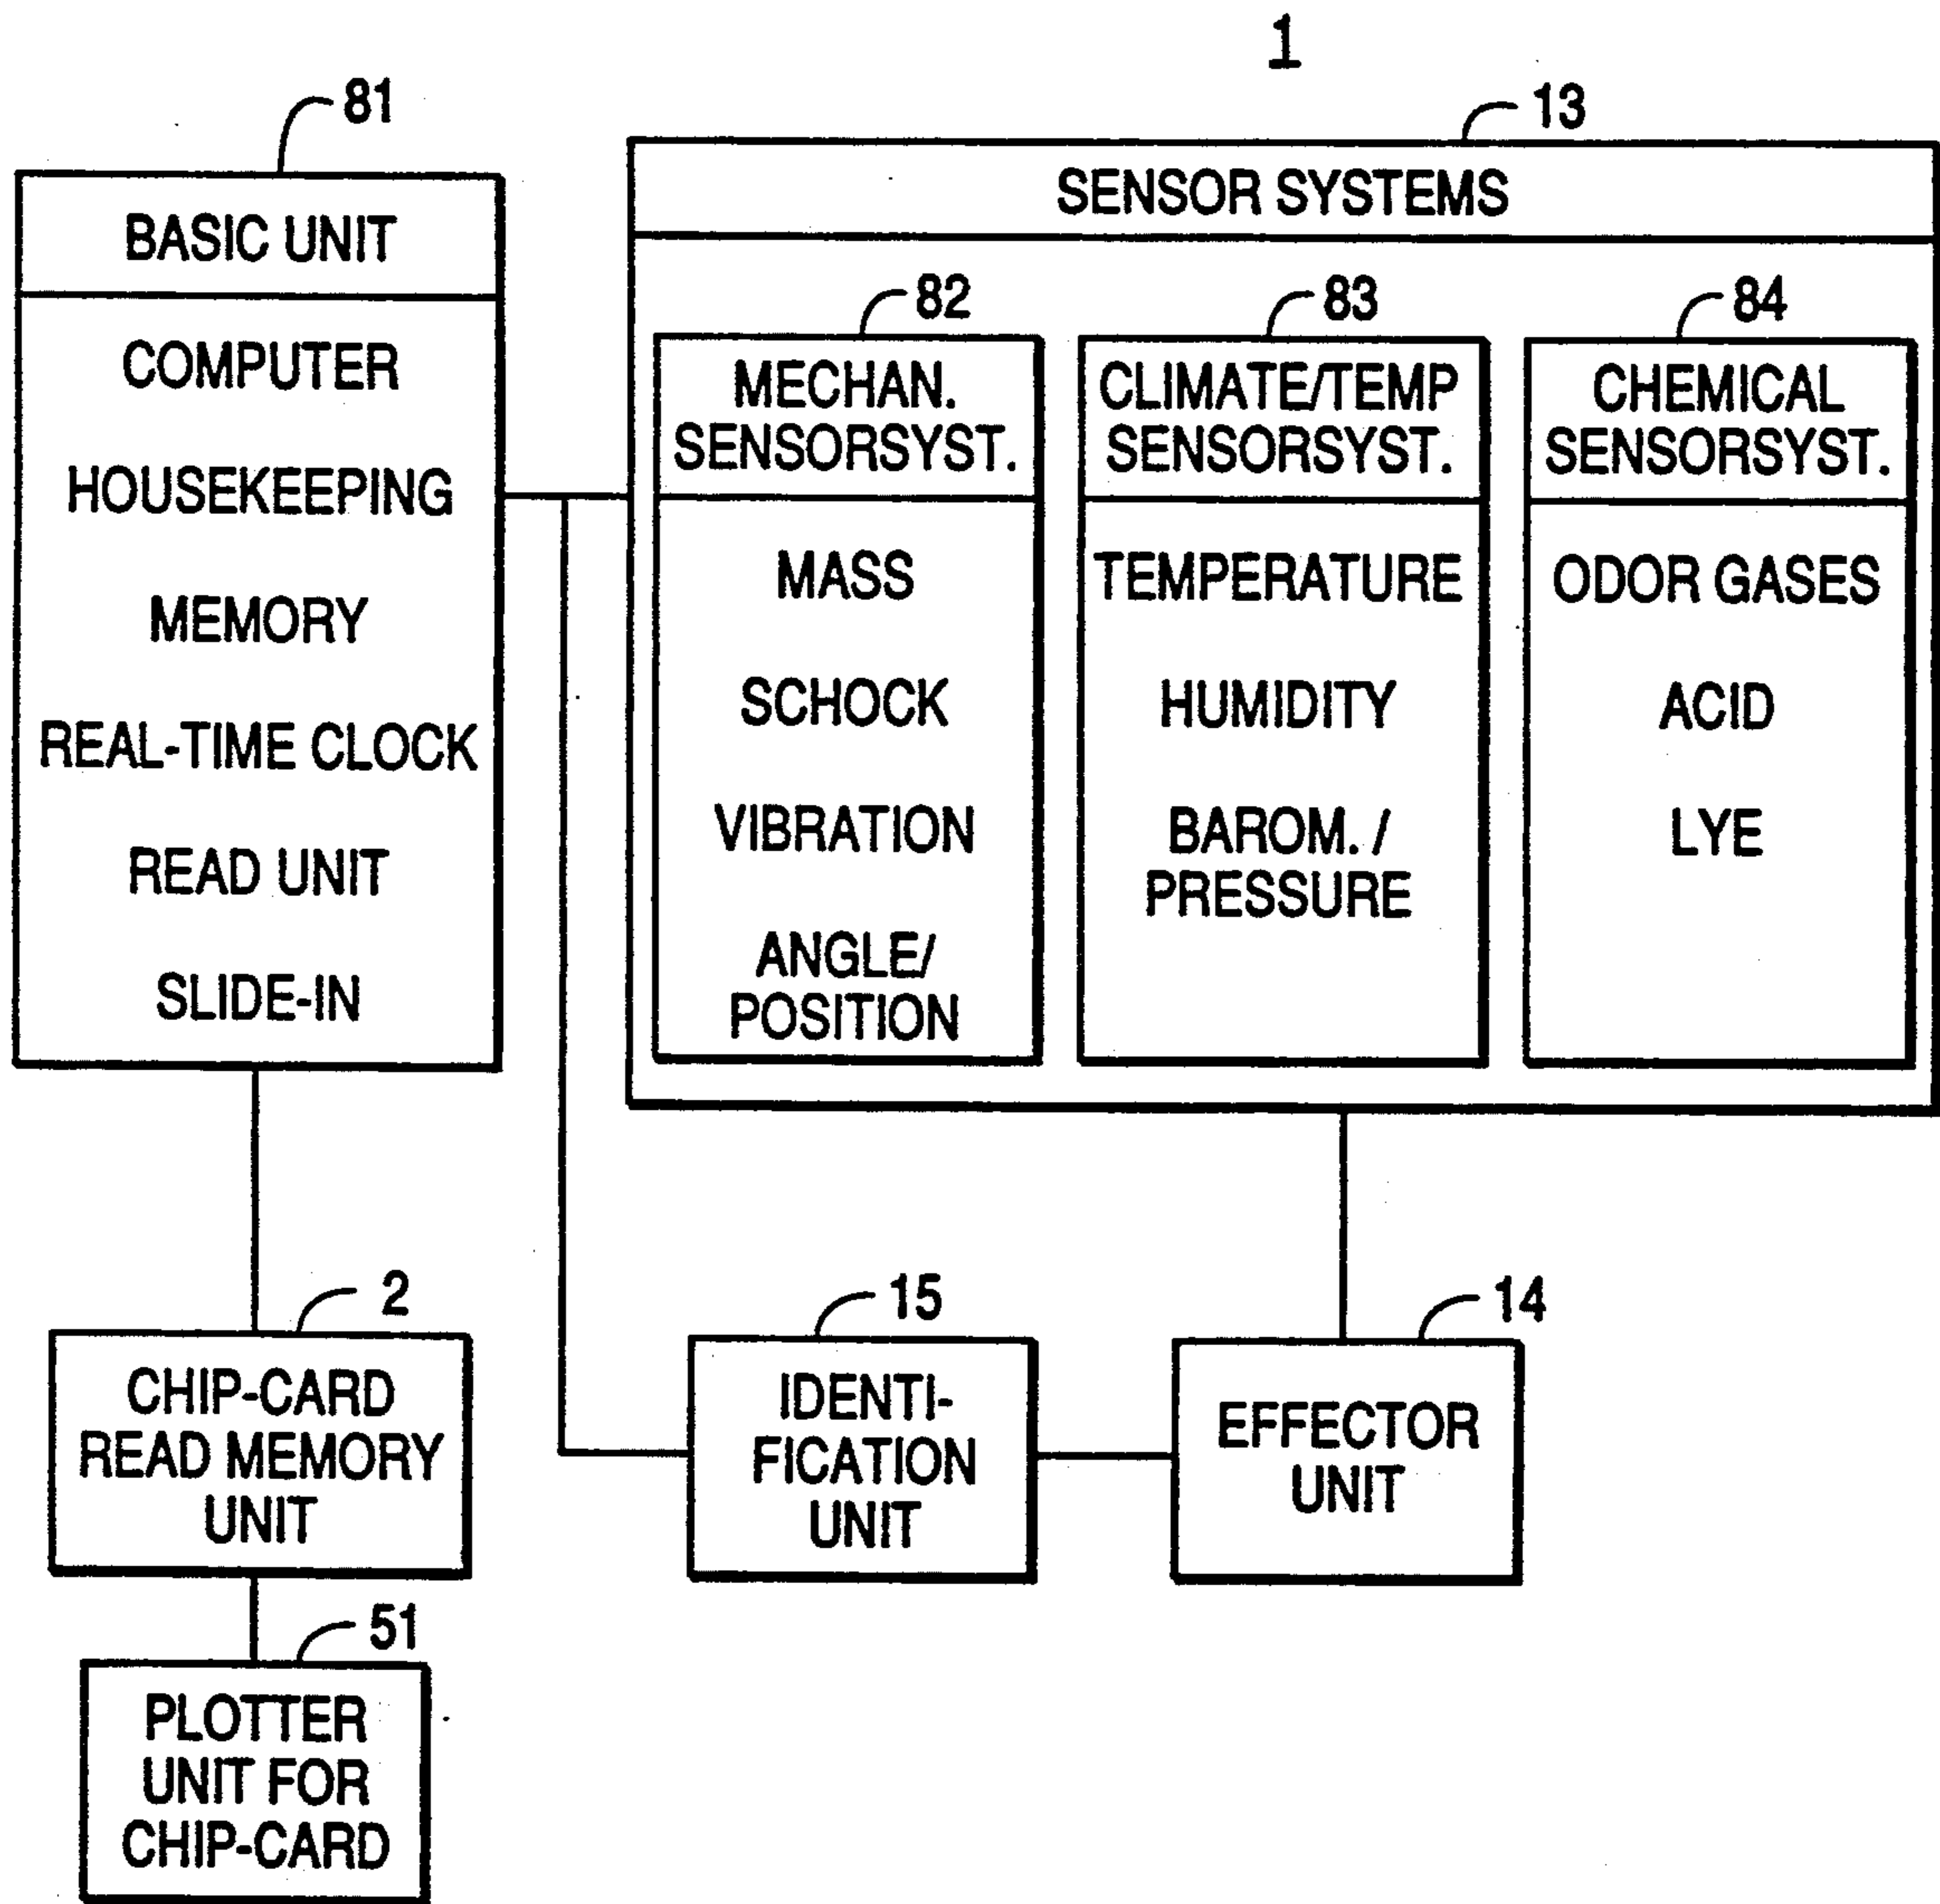 1
81
BASIC UNIT
COMPUTER
HOUSEKEEPING
MEMORY
REAL-TIME CLOCK
READ UNIT
SLIDE-IN
13
SENSOR SYSTEMS
82
MECHAN.
SENSORSYST.
MASS
SCHOCK
VIBRATION
ANGLE/
POSITION
83
CLIMATE/TEMP
SENSORSYST.
TEMPERATURE
HUMIDITY
BAROM. /
PRESSURE
84
CHEMICAL
SENSORSYST.
ODOR GASES
ACID
LYE
2
CHIP-CARD
READ MEMORY
UNIT
15
IDENTI-
FICATION
UNIT
14
EFFECTOR
UNIT
51
PLOTTER
UNIT FOR
CHIP-CARD